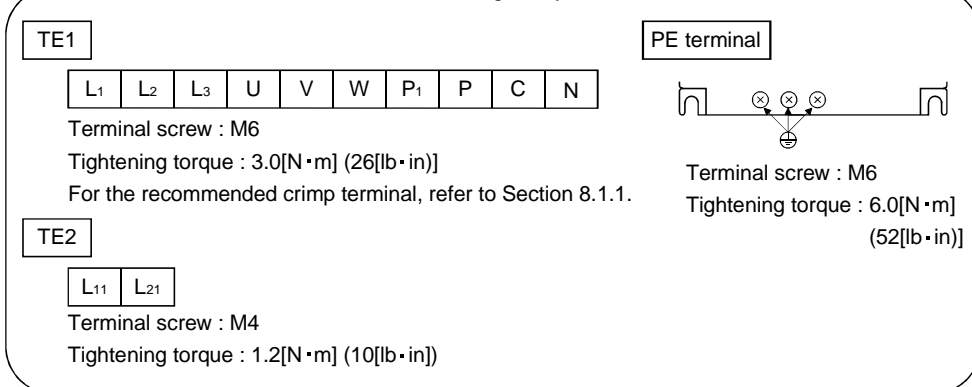 TE1
L1 L2 L3 U V W P1 P C N
Terminal screw : M6
Tightening torque : 3.0[N▪m] (26[lb▪in)]
For the recommended crimp terminal, refer to Section 8.1.1.
TE2
L11 L21
Terminal screw : M4
Tightening torque : 1.2[N▪m] (10[lb▪in])
PE terminal
Terminal screw : M6
Tightening torque : 6.0[N▪m]
(52[lb▪in)]